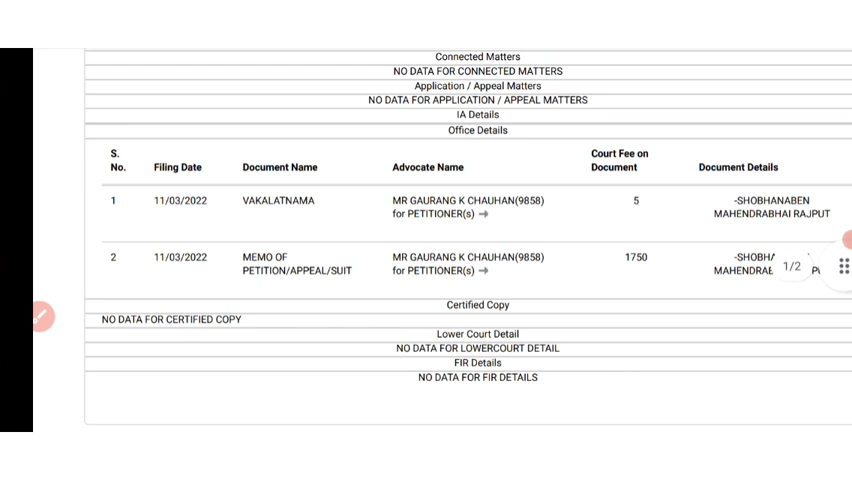 Connected Matters
NO DATA FOR CONNECTED MATTERS
Application / Appeal Matters
NO DATA FOR APPLICATION / APPEAL MATTERS
IA Details
Office Details
S. No. Filing Date Document Name Advocate Name Court Fee on Document Document Details
1 11/03/2022 VAKALATNAMA MR GAURANG K CHAUHAN(9858) 5 -SHOBHANABEN
for PETITIONER(s) → MAHENDRABHAI RAJPUT
2 11/03/2022 MEMO OF MR GAURANG K CHAUHAN(9858) 1750
PETITION/APPEAL/SUIT for PETITIONER(s) →
1/2
Certified Copy
NO DATA FOR CERTIFIED COPY
Lower Court Detail
NO DATA FOR LOWERCOURT DETAIL
FIR Details
NO DATA FOR FIR DETAILS